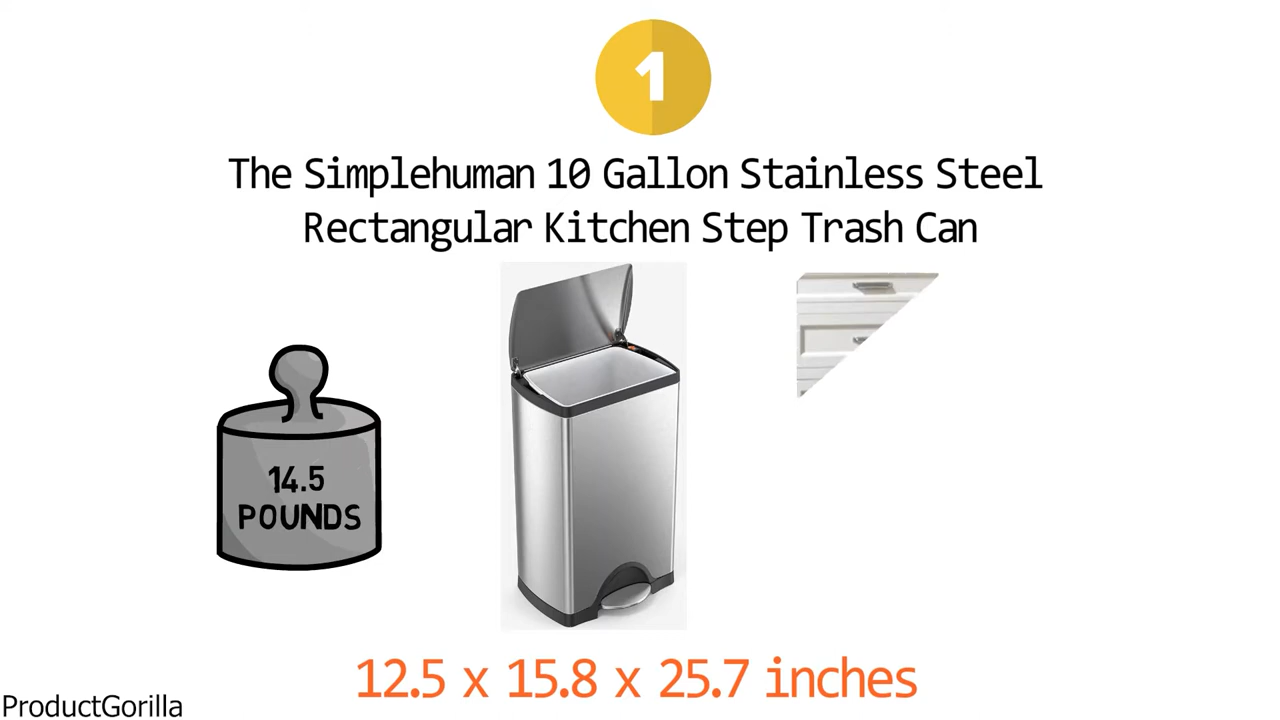 1
The Simplehuman 10 Gallon Stainless Steel
Rectangular Kitchen Step Trash Can
14.5
POUNDS
12.5 x 15.8 x 25.7 inches
ProductGorilla